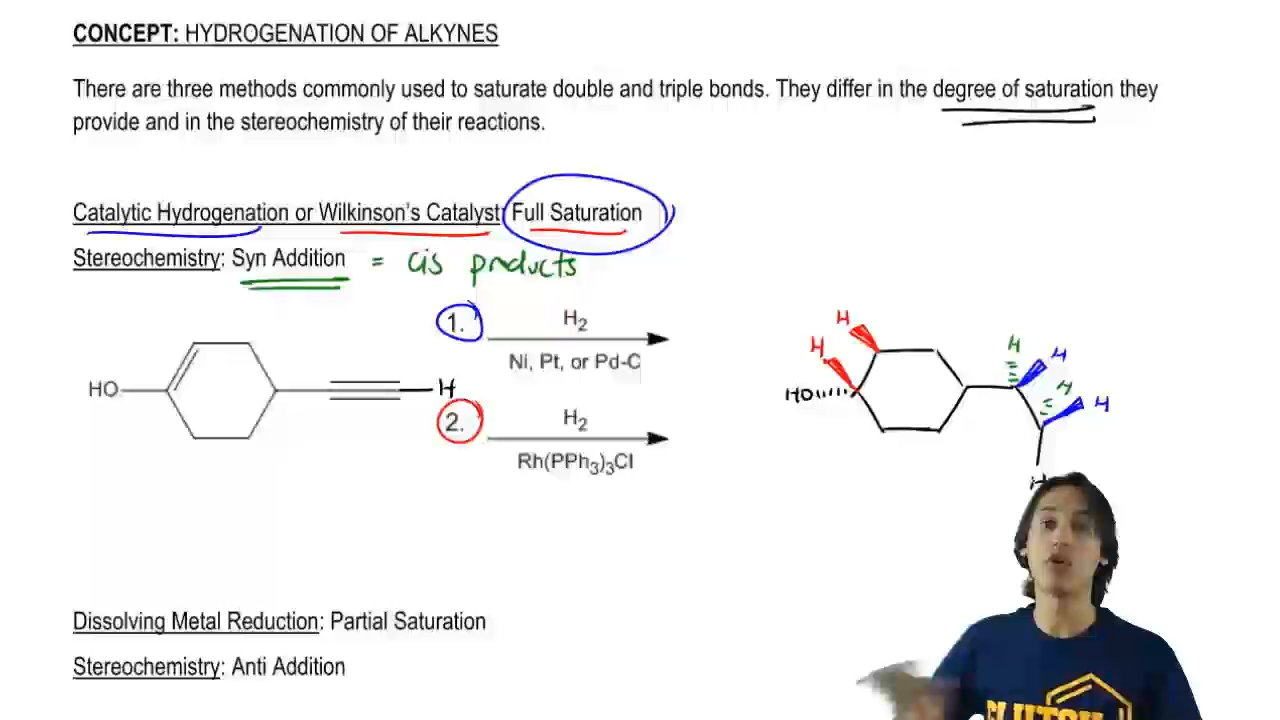 CONCEPT: HYDROGENATION OF ALKYNES
There are three methods commonly used to saturate double and triple bonds. They differ in the degree of saturation they
provide and in the stereochemistry of their reactions.
Catalytic Hydrogenation or Wilkinson's Catalyst: Full Saturation
Stereochemistry: Syn Addition = cis products
1. H2
Ni, Pt, or Pd-C
HO H
2. H2
Rh(PPh3)3Cl
H H H H
H H
HO
H
Dissolving Metal Reduction: Partial Saturation
Stereochemistry: Anti Addition
CLUTCH